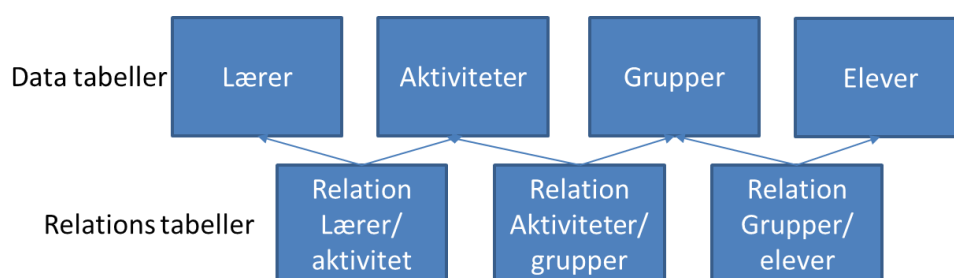 Data tabeller
Lærer
Aktiviteter
Grupper
Elever
Relations tabeller
Relation
Lærer/
aktivitet
Relation
Aktiviteter/
grupper
Relation
Grupper/
elever